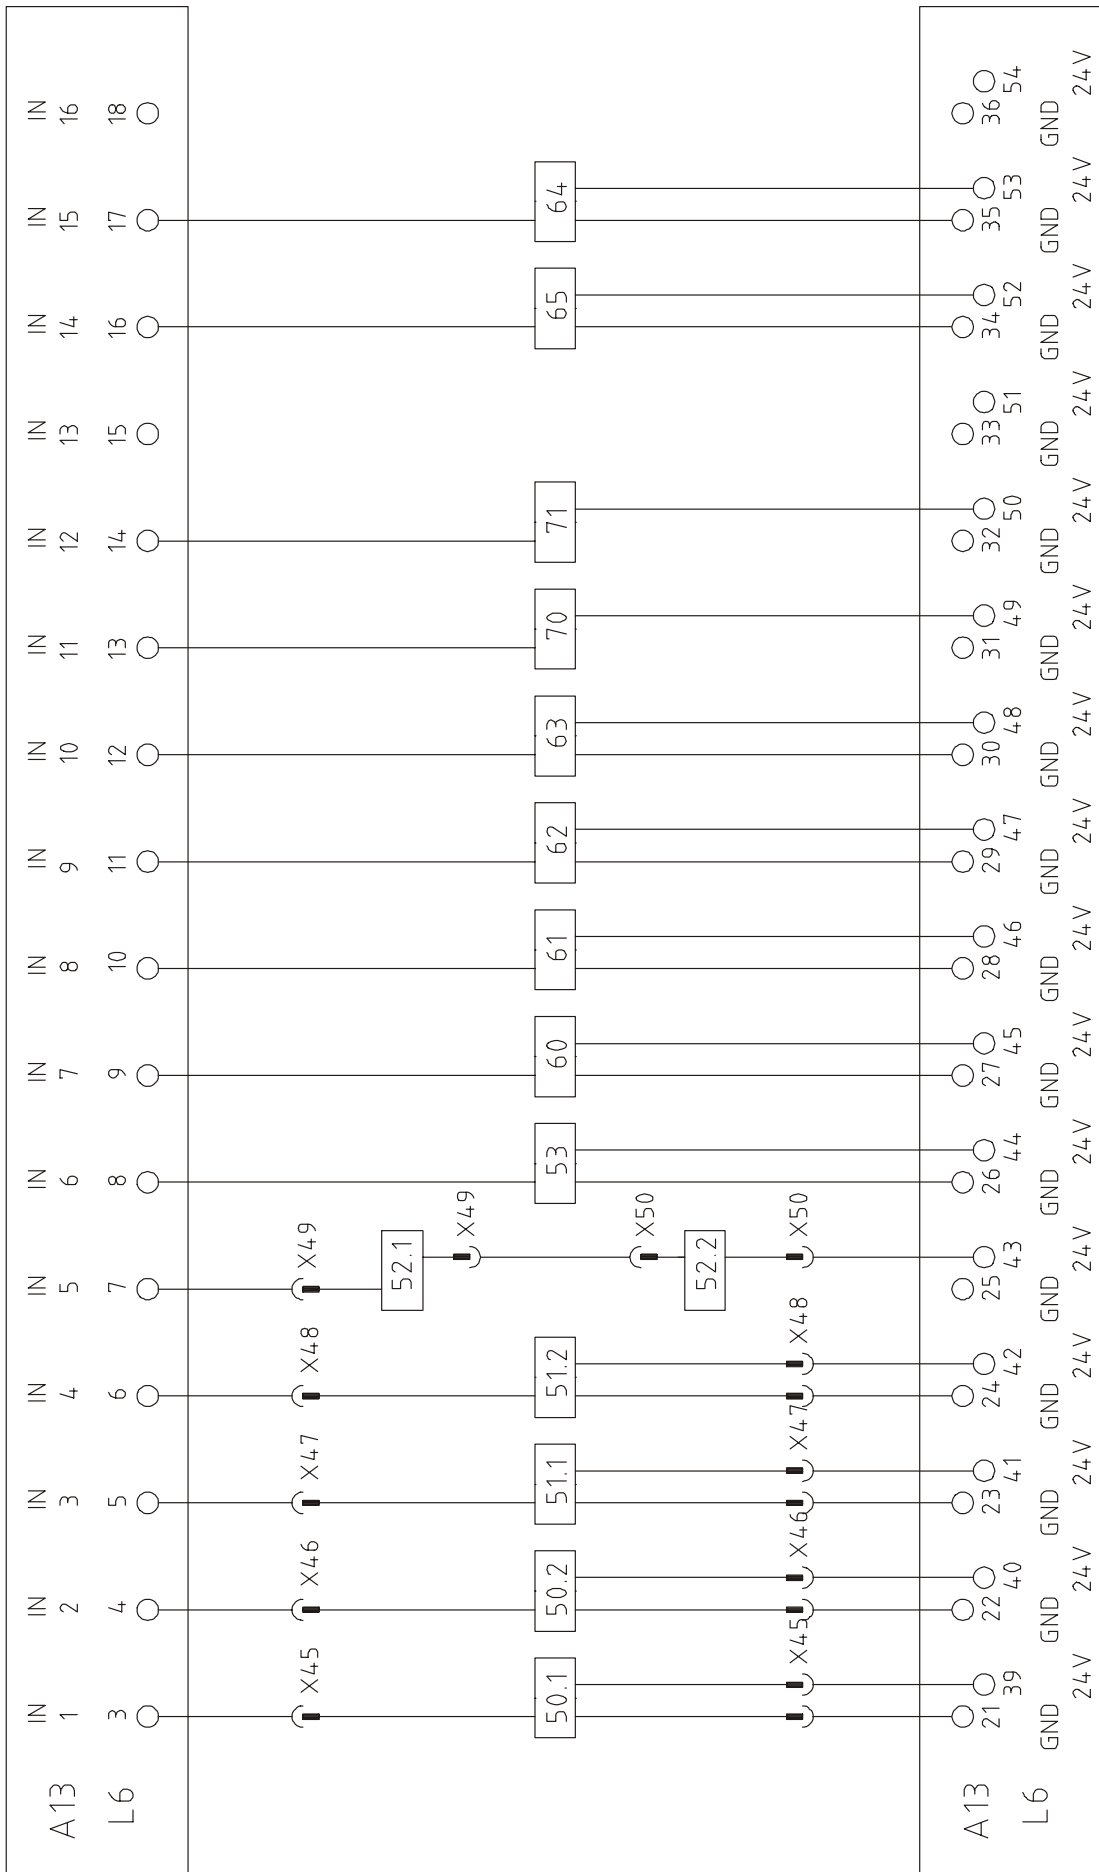 IN IN IN IN IN IN IN IN IN IN IN IN IN IN IN IN
A13 1 2 3 4 5 6 7 8 9 10 11 12 13 14 15 16
L6 3 4 5 6 7 8 9 10 11 12 13 14 15 16 17 18
X45 X46 X47 X48 X49
52.1
X49
50.1 50.2 51.1 51.2 53 60 61 62 63 70 71 65 64
X50
52.2
X45 X46 X47 X48 X50
A13 21 22 23 24 25 26 27 28 29 30 31 32 33 34 35 36
39 40 41 42 43 44 45 46 47 48 49 50 51 52 53 54
L6 GND GND GND GND GND GND GND GND GND GND GND GND GND GND GND GND
24V 24V 24V 24V 24V 24V 24V 24V 24V 24V 24V 24V 24V 24V 24V 24V